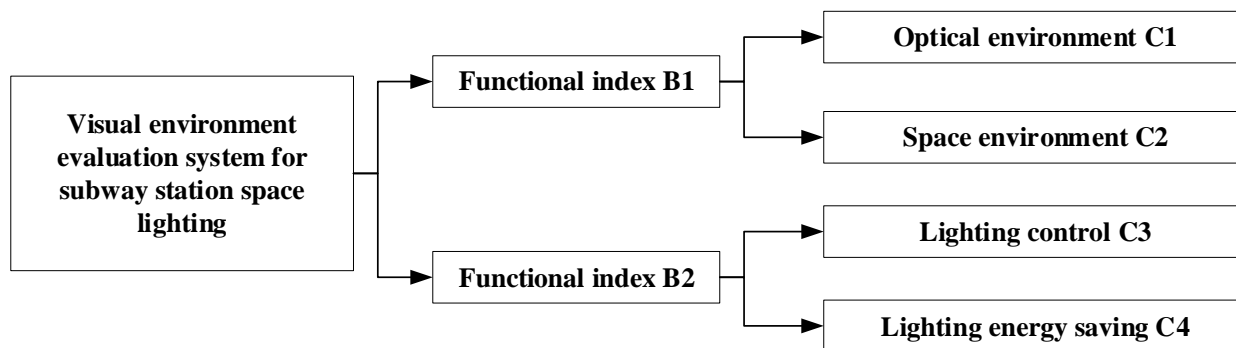 Visual environment
evaluation system for
subway station space
lighting
Functional index B1
Functional index B2
Optical environment C1
Space environment C2
Lighting control C3
Lighting energy saving C4